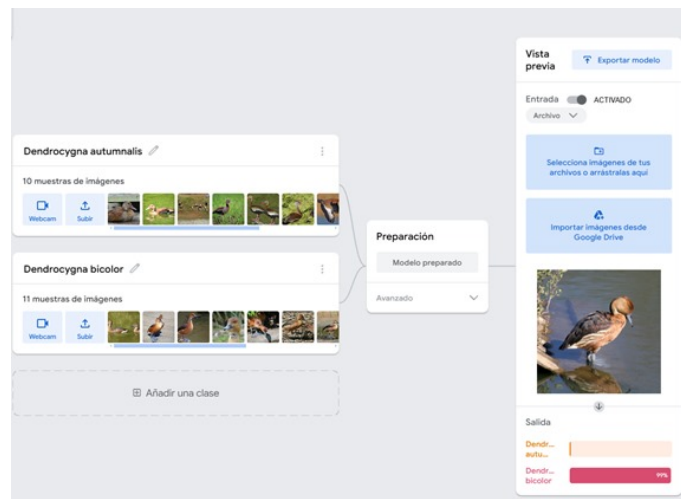 Dendrocygna autumnalis
10 muestras de imágenes
Webcam
Subir
Dendrocygna bicolor
11 muestras de imágenes
Webcam
Subir
Añadir una clase
Preparación
Modelo preparado
Avanzado
Vista
previa
Exportar modelo
Entrada
ACTIVADO
Archivo
Selecciona imágenes de tus
archivos o arrástralas aquí
Importar imágenes desde
Google Drive
Salida
Dendr...
autu...
Dendr...
bicolor
99%